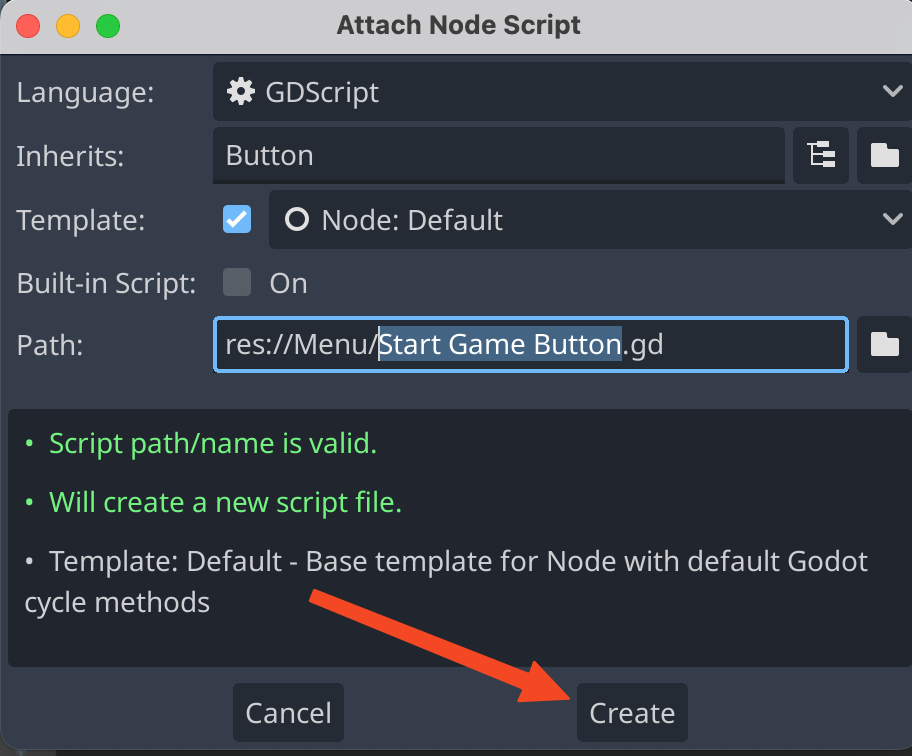 Attach Node Script
Language: GDScript
Inherits: Button
Template: Node: Default
Built-in Script: On
Path: res://Menu/Start Game Button.gd
• Script path/name is valid.
• Will create a new script file.
• Template: Default - Base template for Node with default Godot
cycle methods
Cancel Create